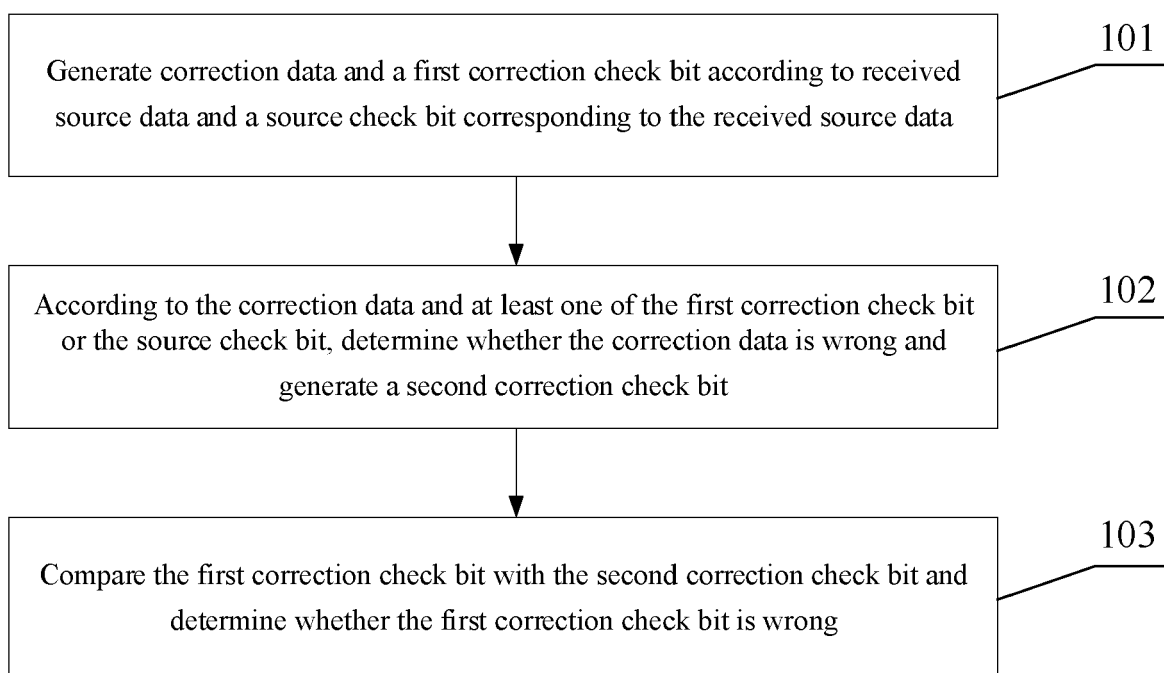 101
Generate correction data and a first correction check bit according to received
source data and a source check bit corresponding to the received source data
102
According to the correction data and at least one of the first correction check bit
or the source check bit, determine whether the correction data is wrong and
generate a second correction check bit
103
Compare the first correction check bit with the second correction check bit and
determine whether the first correction check bit is wrong